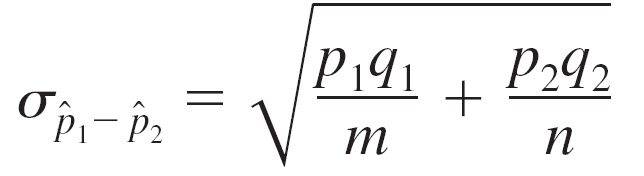 σ_{p̂₁ − p̂₂} = √(p₁q₁/m + p₂q₂/n)